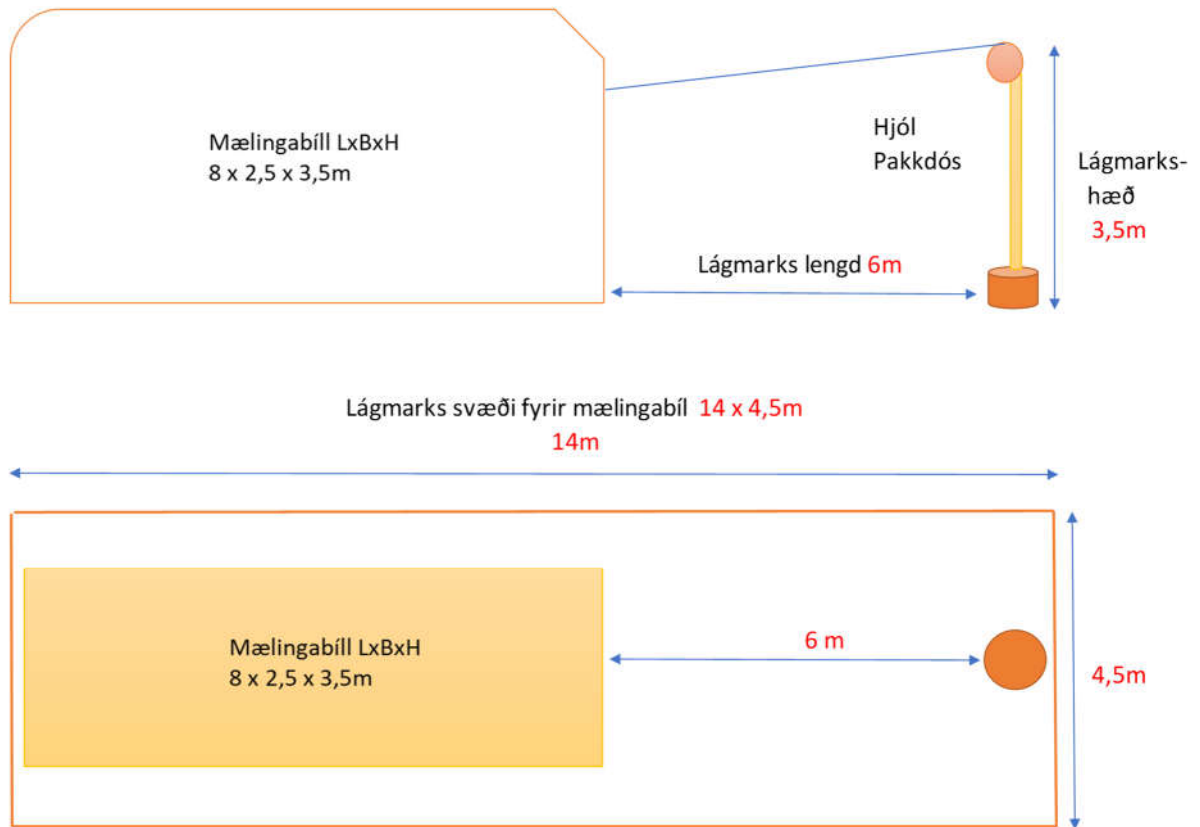 Mælingabíll LxBxH
8 x 2,5 x 3,5m
Hjól
Pakkdós
Lágmarks-
hæð
3,5m
Lágmarks lengd 6m
Lágmarks svæði fyrir mælingabíl 14 x 4,5m
14m
Mælingabíll LxBxH
8 x 2,5 x 3,5m
6 m
4,5m